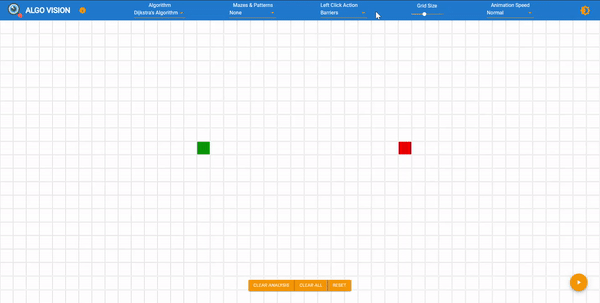 ALGO VISION
Algorithm
Dijkstra's Algorithm
Mazes & Patterns
None
Left Click Action
Barriers
Grid Size
Animation Speed
Normal
CLEAR ANALYSIS
CLEAR ALL
RESET